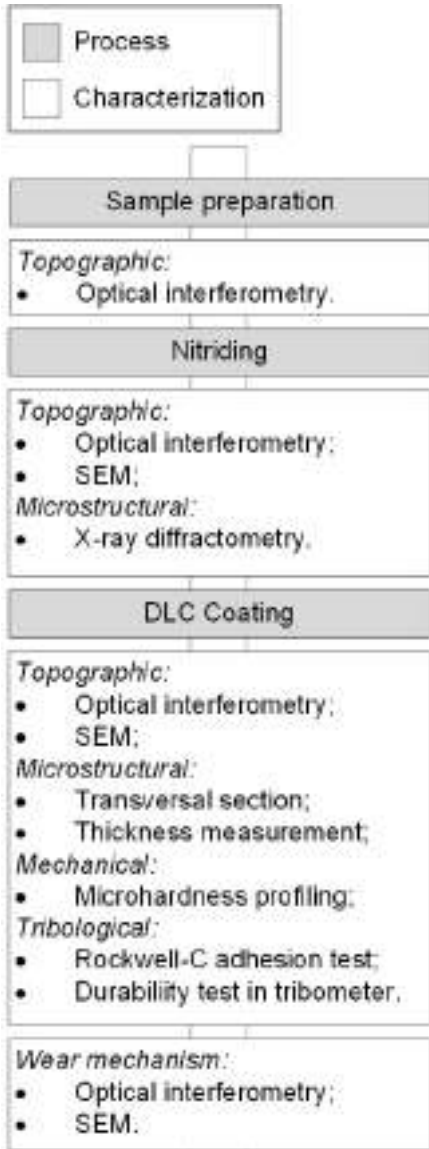 Process
Characterization
Sample preparation
Topographic:
• Optical interferometry.
Nitriding
Topographic:
• Optical interferometry;
• SEM;
Microstructural:
• X-ray diffractometry.
DLC Coating
Topographic:
• Optical interferometry;
• SEM;
Microstructural:
• Transversal section;
• Thickness measurement;
Mechanical:
• Microhardness profiling;
Tribological:
• Rockwell-C adhesion test;
• Durabiliity test in tribometer.
Wear mechanism:
• Optical interferometry;
• SEM.